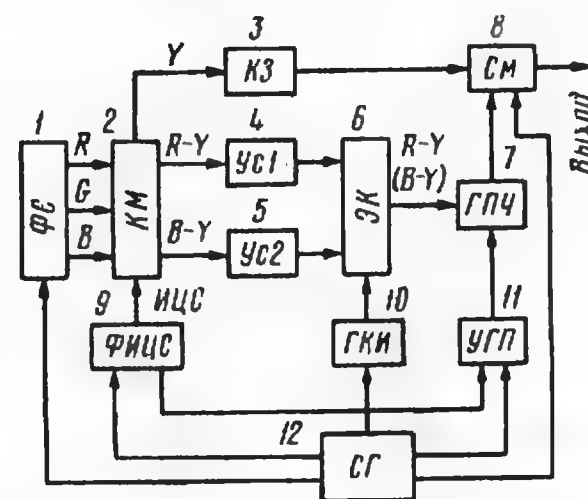 3
8
Y
КЗ
См
Выход
1
2
4
6
R
R-Y
G
ФС
КМ
Ус1
ЭК
R-Y
(B-Y)
7
5
ГПЧ
B
B-Y
Ус2
9
ИЦС
10
11
ФИЦС
ГКИ
УГП
12
СГ